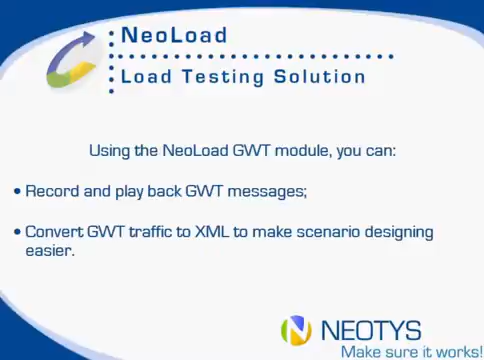 NeoLoad
Load Testing Solution
Using the NeoLoad GWT module, you can:
• Record and play back GWT messages;
• Convert GWT traffic to XML to make scenario designing
easier.
NEOTYS
Make sure it works!